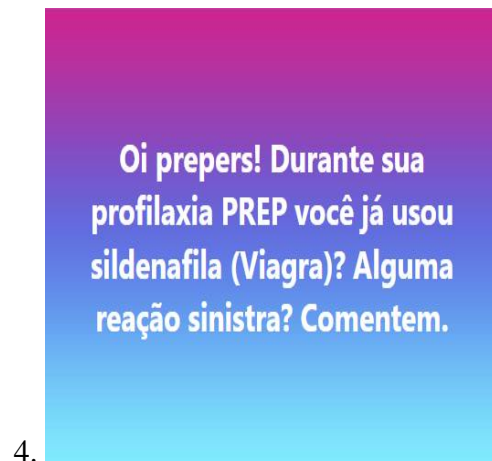 Oi prepers! Durante sua
profilaxia PREP você já usou
sildenafila (Viagra)? Alguma
reação sinistra? Comentem.
4.